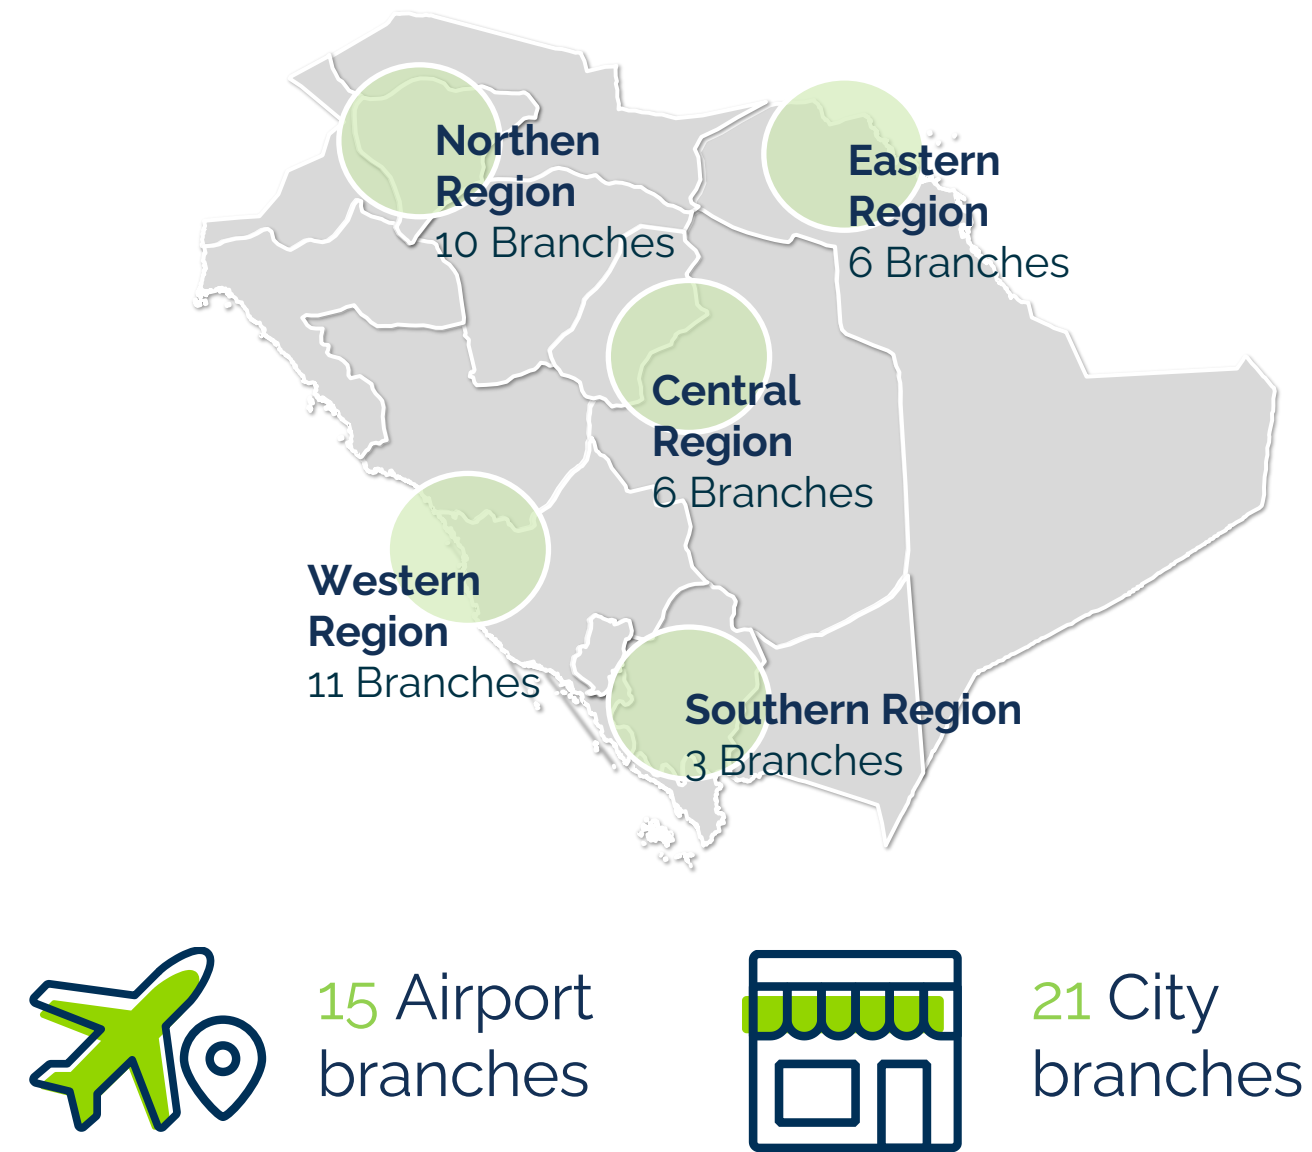 Northen
Region
10 Branches
Eastern
Region
6 Branches
Central
Region
6 Branches
Western
Region
11 Branches
Southern Region
3 Branches
15 Airport
branches
21 City
branches